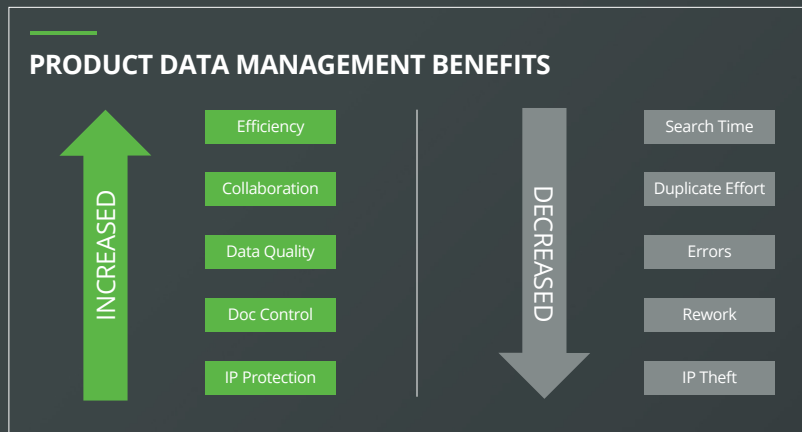 PRODUCT DATA MANAGEMENT BENEFITS
INCREASED
Efficiency
Collaboration
Data Quality
Doc Control
IP Protection
DECREASED
Search Time
Duplicate Effort
Errors
Rework
IP Theft